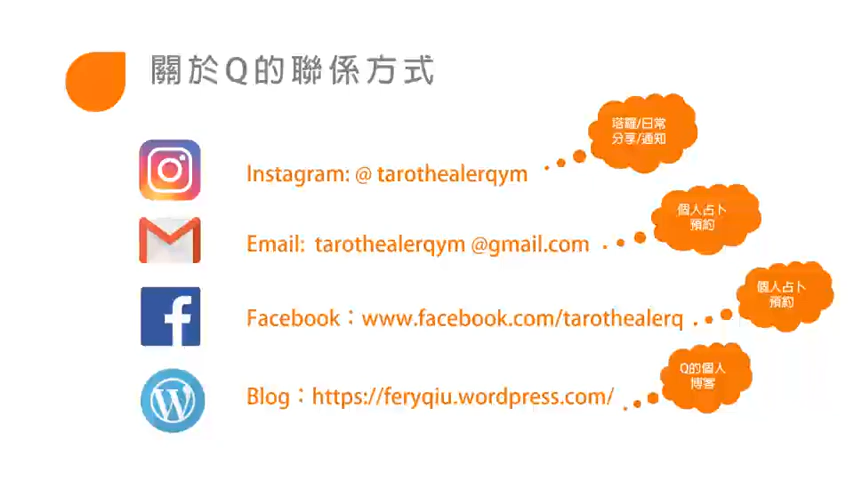 關於Q的聯係方式
塔羅/日常
分享/通知
Instagram: @ tarothealerqym
個人占卜
預約
Email: tarothealerqym @gmail.com
個人占卜
預約
Facebook：www.facebook.com/tarothealerq
Q的個人
博客
Blog：https://feryqiu.wordpress.com/